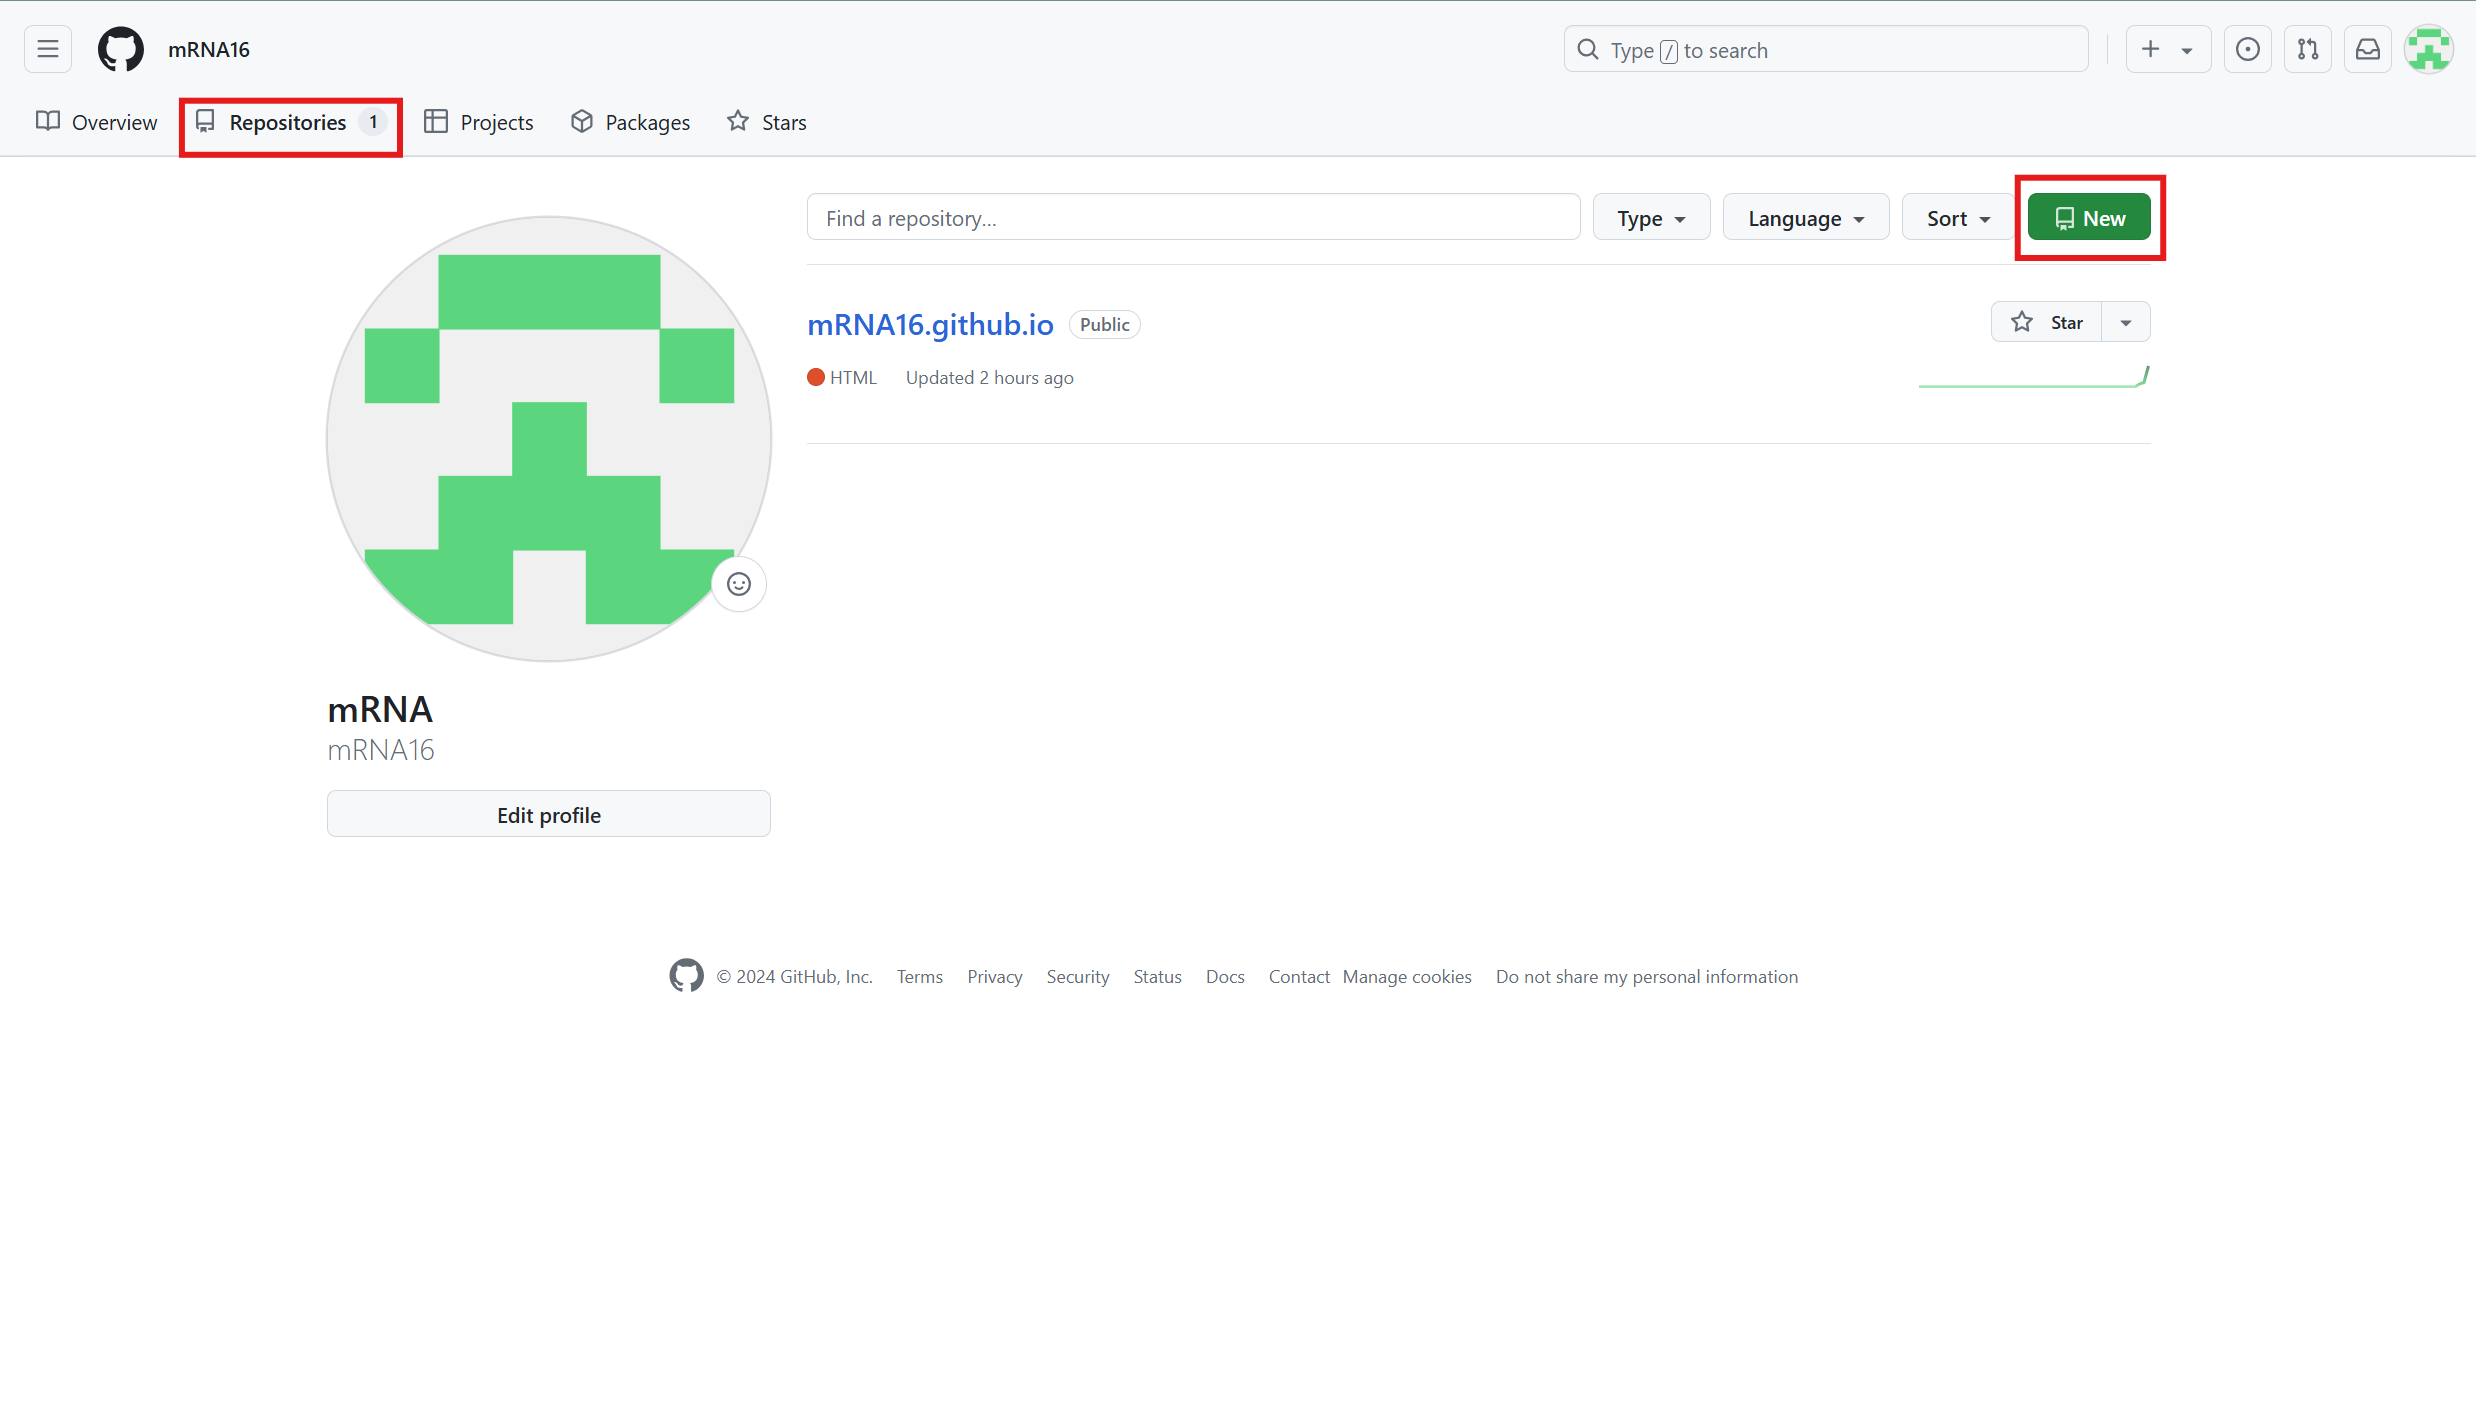 mRNA16
Type / to search
Overview
Repositories 1
Projects
Packages
Stars
Find a repository...
Type
Language
Sort
New
mRNA16.github.io Public
Star
HTML Updated 2 hours ago
mRNA
mRNA16
Edit profile
© 2024 GitHub, Inc. Terms Privacy Security Status Docs Contact Manage cookies Do not share my personal information